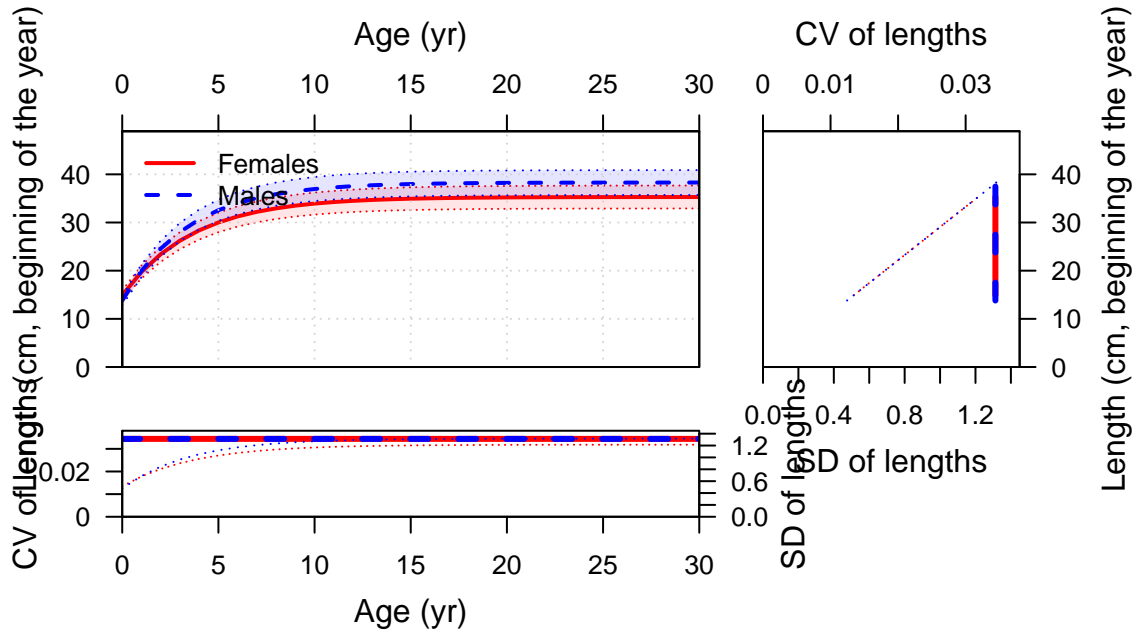 Age (yr)
CV of lengths
0 5 10 15 20 25 30
0 0.01 0.03
Females
Males
Length (cm, beginning of the year)
0 10 20 30 40
0 10 20 30 40
Length (cm, beginning of the year)
0.0 0.4 0.8 1.2
SD of lengths
CV of lengths
0 0.02
0.0 0.6 1.2
SD of lengths
0 5 10 15 20 25 30
Age (yr)